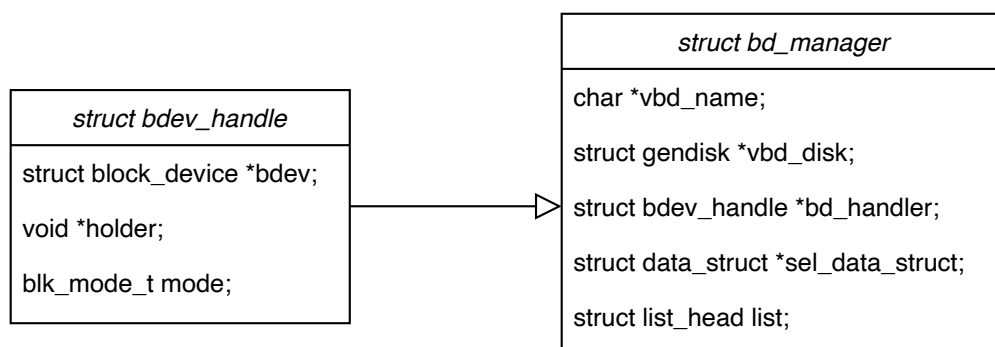 struct bdev_handle
struct block_device *bdev;
void *holder;
blk_mode_t mode;
struct bd_manager
char *vbd_name;
struct gendisk *vbd_disk;
struct bdev_handle *bd_handler;
struct data_struct *sel_data_struct;
struct list_head list;